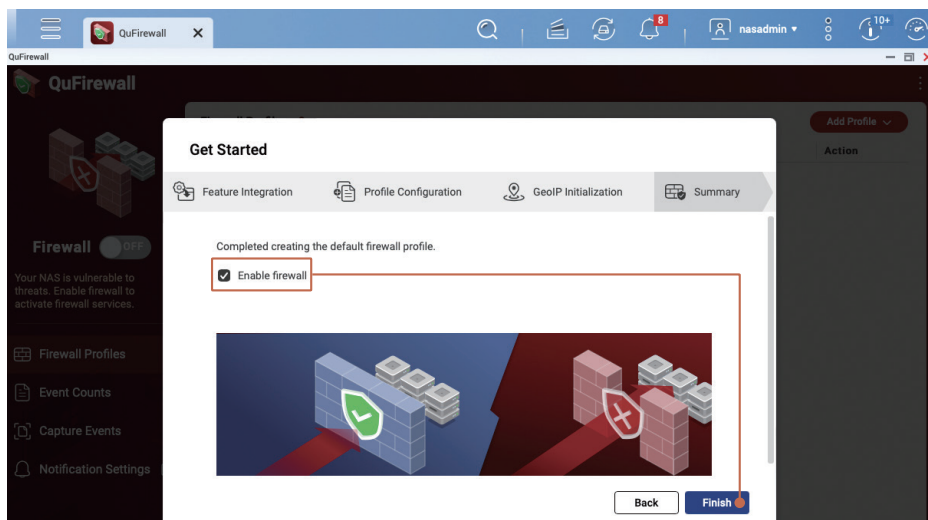 QuFirewall
8
nasadmin
10+
QuFirewall
QuFirewall
Add Profile
Action
Get Started
Feature Integration
Profile Configuration
GeoIP Initialization
Summary
Firewall OFF
Your NAS is vulnerable to
threats. Enable firewall to
activate firewall services.
Completed creating the default firewall profile.
Enable firewall
Firewall Profiles
Event Counts
Capture Events
Notification Settings
Back
Finish